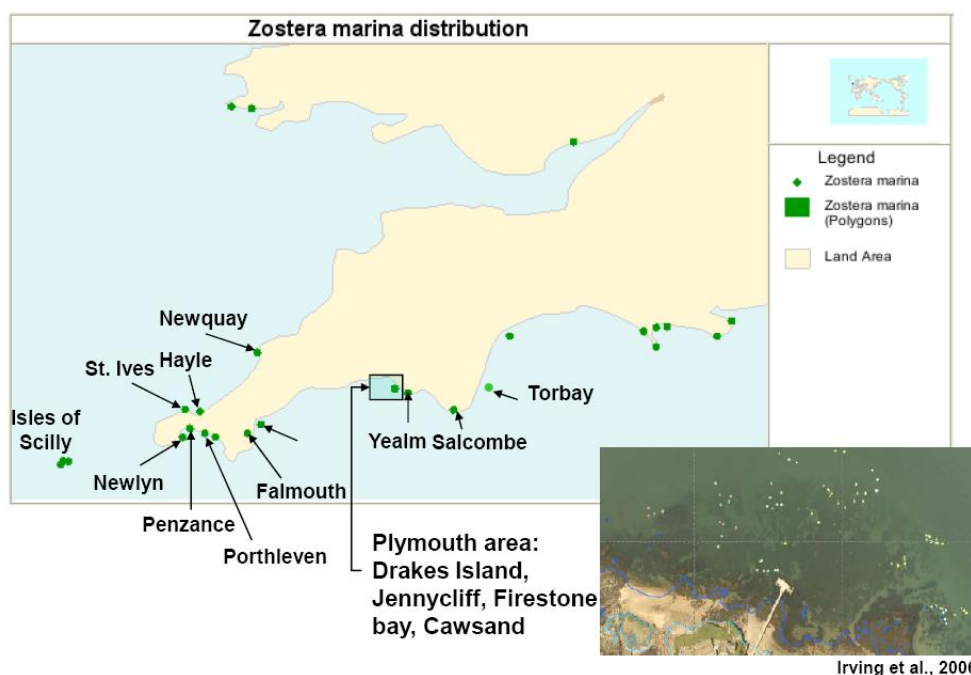 Zostera marina distribution
Legend
Zostera marina
Zostera marina
(Polygons)
Land Area
Newquay
St. Ives
Hayle
Isles of
Scilly
Newlyn
Penzance
Porthleven
Falmouth
Yealm
Salcombe
Torbay
Plymouth area:
Drakes Island,
Jennycliff, Firestone
bay, Cawsand
Irving et al., 2006